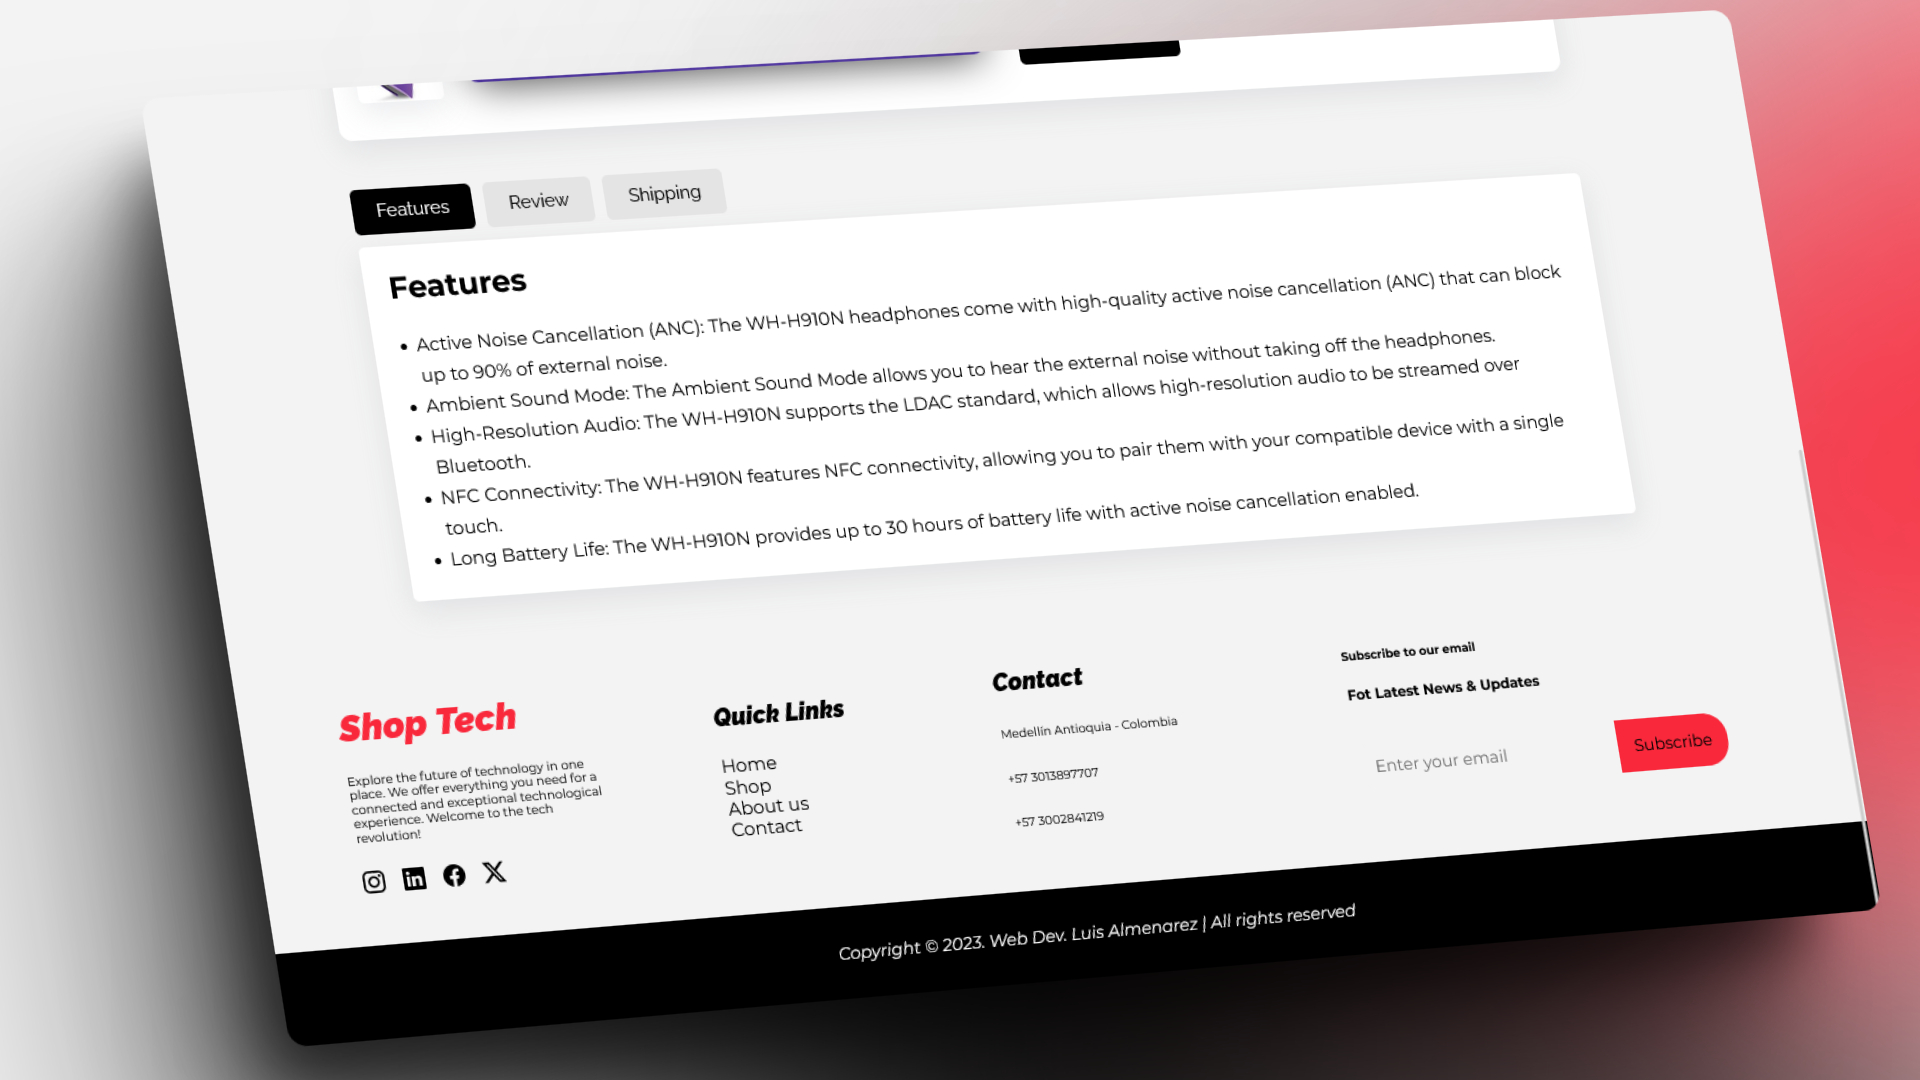 Features
Review
Shipping
Features
• Active Noise Cancellation (ANC): The WH-H910N headphones come with high-quality active noise cancellation (ANC) that can block
up to 90% of external noise.
• Ambient Sound Mode: The Ambient Sound Mode allows you to hear the external noise without taking off the headphones.
• High-Resolution Audio: The WH-H910N supports the LDAC standard, which allows high-resolution audio to be streamed over
Bluetooth.
• NFC Connectivity: The WH-H910N features NFC connectivity, allowing you to pair them with your compatible device with a single
touch.
• Long Battery Life: The WH-H910N provides up to 30 hours of battery life with active noise cancellation enabled.
Shop Tech
Explore the future of technology in one
place. We offer everything you need for a
connected and exceptional technological
experience. Welcome to the tech
revolution!
Quick Links
Home
Shop
About us
Contact
Contact
Medellín Antioquia - Colombia
+57 3013897707
+57 3002841219
Subscribe to our email
Fot Latest News & Updates
Enter your email
Subscribe
Copyright © 2023. Web Dev. Luis Almenarez | All rights reserved